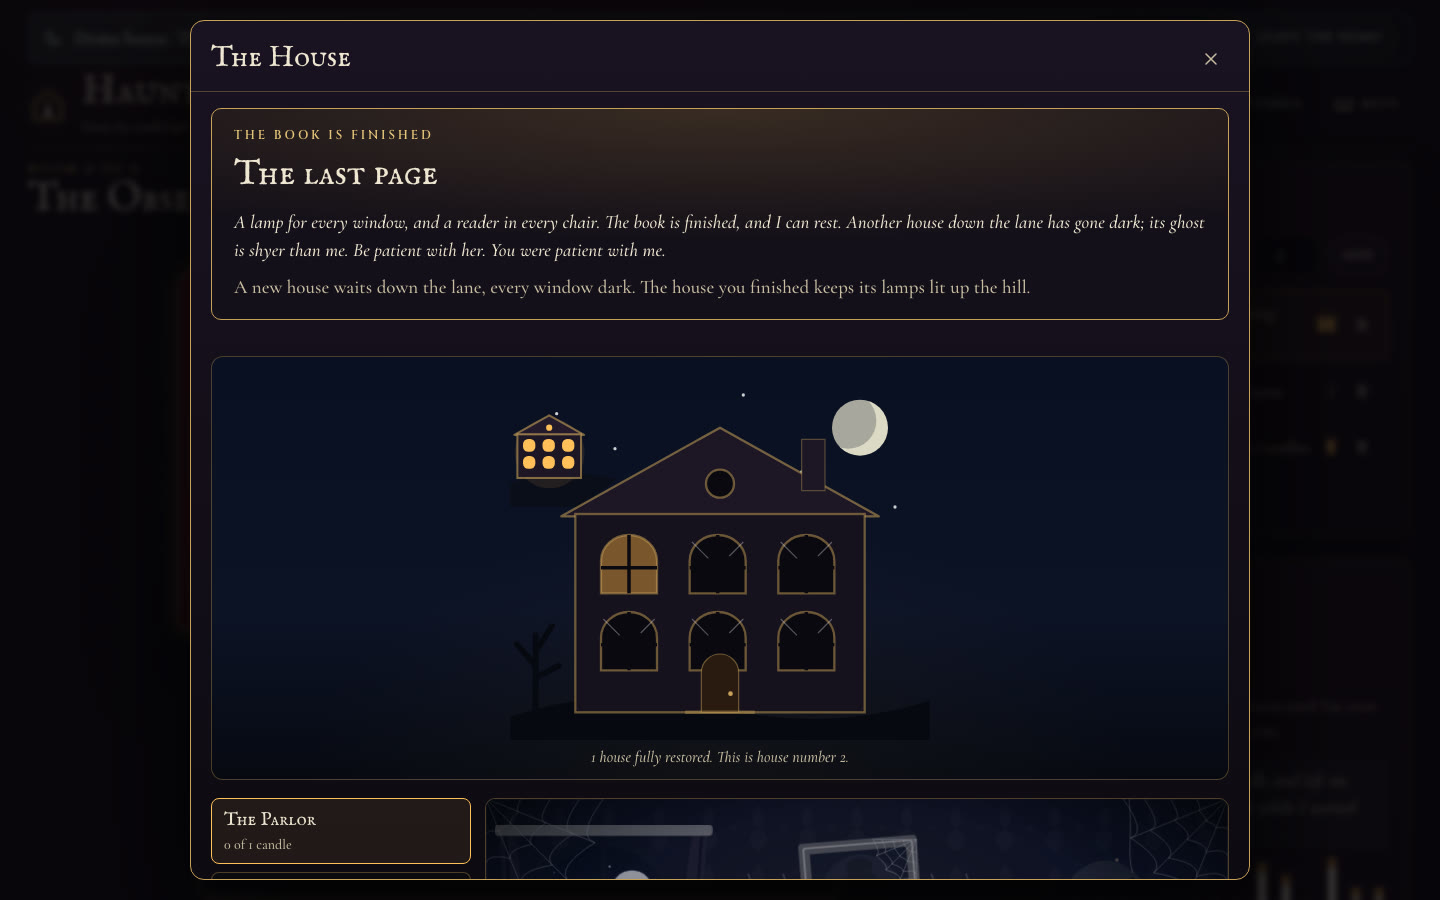 The House
THE BOOK IS FINISHED
The last page
A lamp for every window, and a reader in every chair. The book is finished, and I can rest. Another house down the lane has gone dark; its ghost
is shyer than me. Be patient with her. You were patient with me.
A new house waits down the lane, every window dark. The house you finished keeps its lamps lit up the hill.
1 house fully restored. This is house number 2.
The Parlor
0 of 1 candle